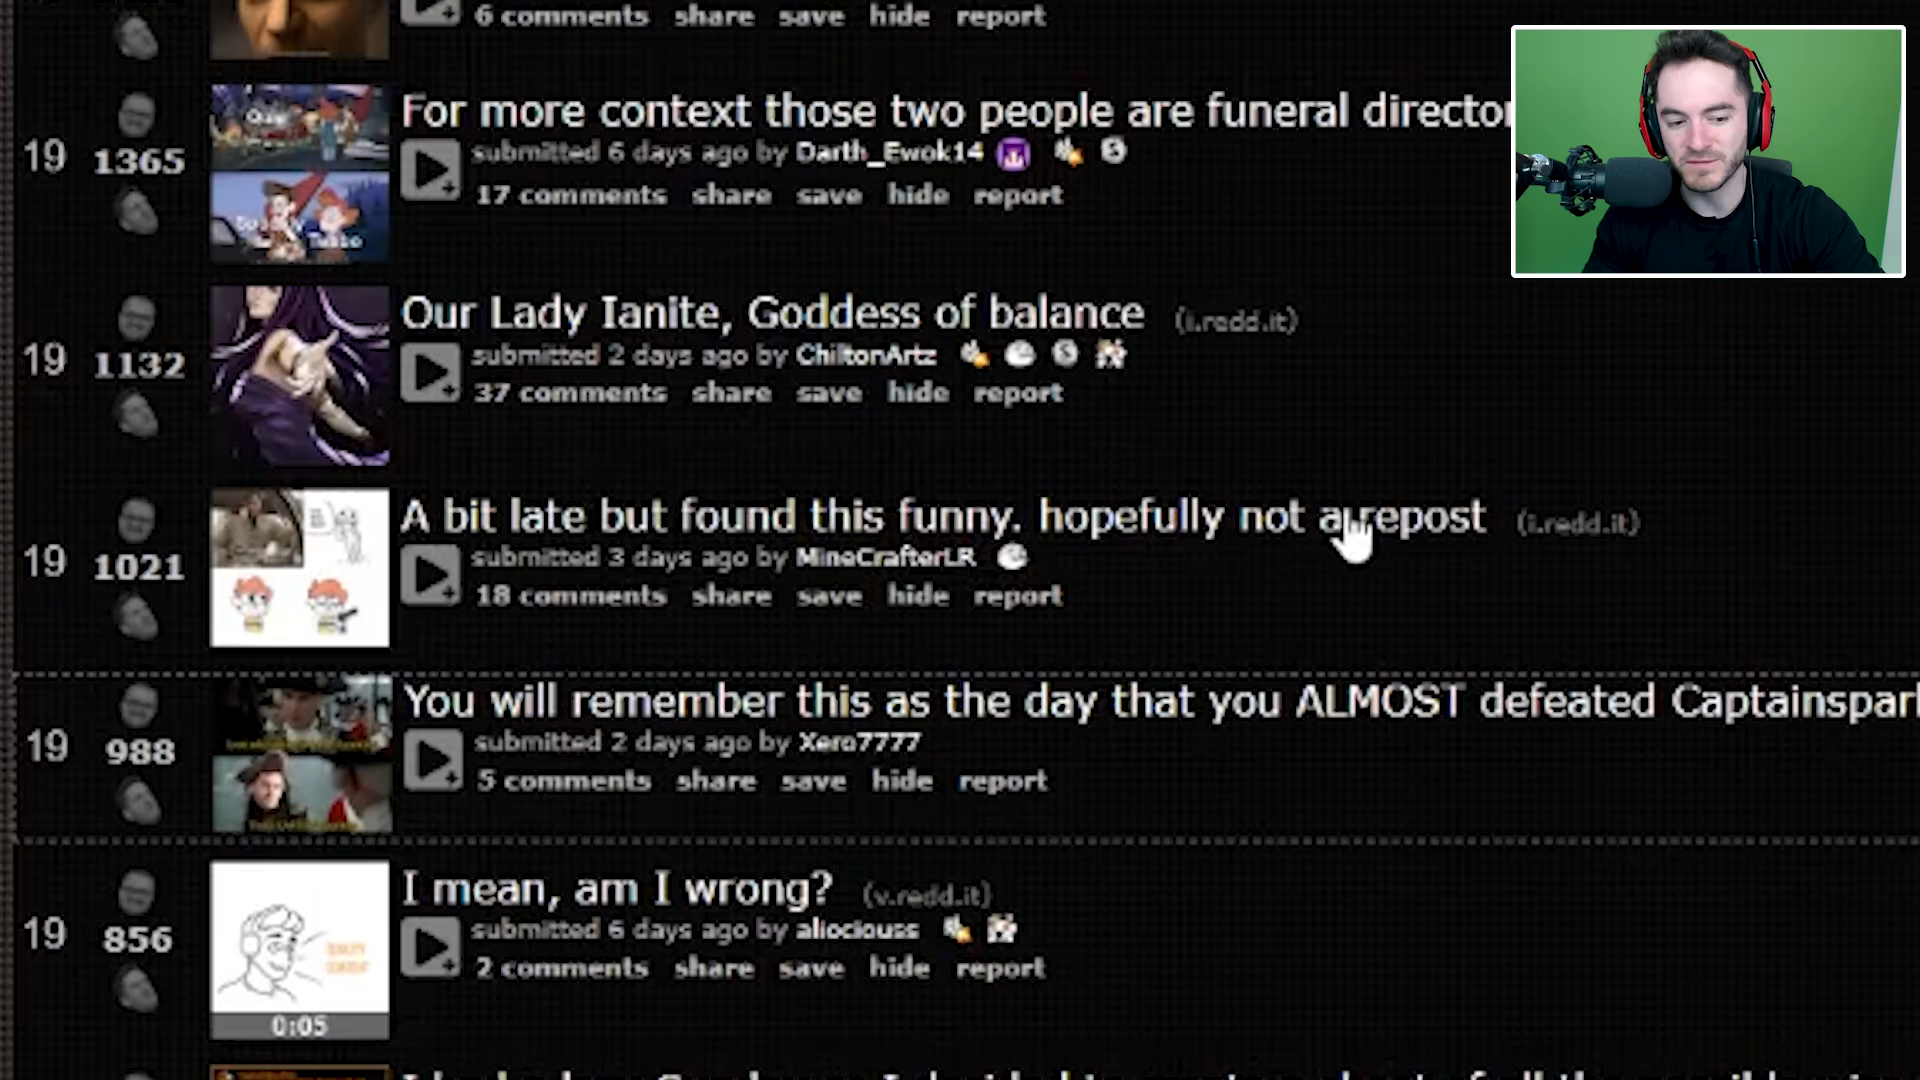 6 comments share save hide report
For more context those two people are funeral director
19
1365
submitted 6 days ago by Darth_Ewok14
17 comments share save hide report
Our Lady Ianite, Goddess of balance (i.redd.it)
19
1132
submitted 2 days ago by ChiltonArtz
37 comments share save hide report
A bit late but found this funny. hopefully not a repost (i.redd.it)
19
1021
submitted 3 days ago by MineCrafterLR
18 comments share save hide report
You will remember this as the day that you ALMOST defeated Captainspar
19
988
submitted 2 days ago by Xero7777
5 comments share save hide report
I mean, am I wrong? (v.redd.it)
19
856
submitted 6 days ago by aliociouss
2 comments share save hide report
0:05